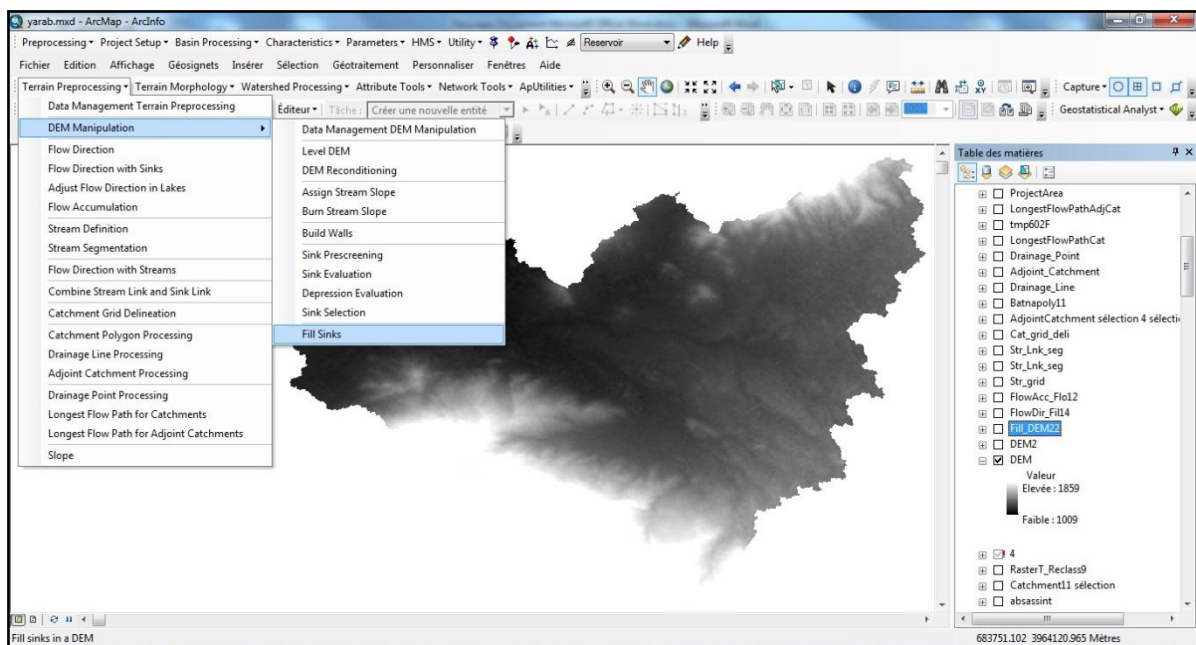 yarab.mxd - ArcMap - ArcInfo
Preprocessing Project Setup Basin Processing Characteristics Parameters HMS Utility Reservoir Help
Fichier Edition Affichage Géosignets Insérer Sélection Géotraitement Personnaliser Fenêtres Aide
Terrain Preprocessing Terrain Morphology Watershed Processing Attribute Tools Network Tools ApUtilities Capture
Éditeur Tâche : Créer une nouvelle entité 100% Geostatistical Analyst
Data Management Terrain Preprocessing
DEM Manipulation
Flow Direction
Flow Direction with Sinks
Adjust Flow Direction in Lakes
Flow Accumulation
Stream Definition
Stream Segmentation
Flow Direction with Streams
Combine Stream Link and Sink Link
Catchment Grid Delineation
Catchment Polygon Processing
Drainage Line Processing
Adjoint Catchment Processing
Drainage Point Processing
Longest Flow Path for Catchments
Longest Flow Path for Adjoint Catchments
Slope
Data Management DEM Manipulation
Level DEM
DEM Reconditioning
Assign Stream Slope
Burn Stream Slope
Build Walls
Sink Prescreening
Sink Evaluation
Depression Evaluation
Sink Selection
Fill Sinks
Table des matières
ProjectArea
LongestFlowPathAdjCat
tmp602F
LongestFlowPathCat
Drainage_Point
Adjoint_Catchment
Drainage_Line
Batnapoly11
AdjointCatchment sélection 4 sélecti
Cat_grid_deli
Str_Lnk_seg
Str_Lnk_seg
Str_grid
FlowAcc_Flo12
FlowDir_Fil14
Fill_DEM22
DEM2
DEM
Valeur
Elevée : 1859
Faible : 1009
4
RasterT_Reclass9
Catchment11 sélection
absassint
Fill sinks in a DEM
683751.102 3964120.965 Mètres